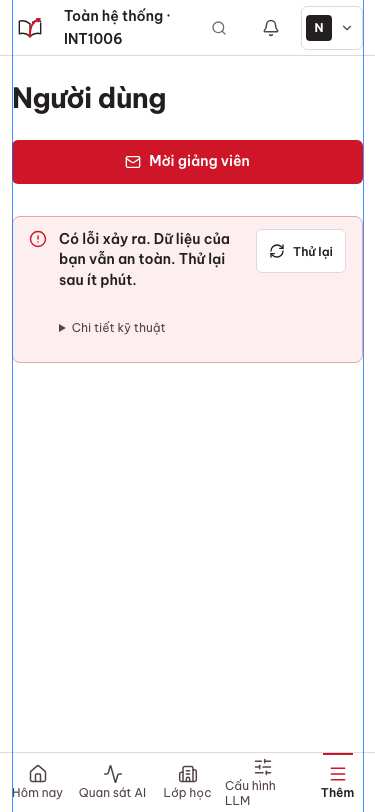 Toàn hệ thống ·
INT1006
N
Người dùng
Mời giảng viên
Có lỗi xảy ra. Dữ liệu của
bạn vẫn an toàn. Thử lại
sau ít phút.
Thử lại
Chi tiết kỹ thuật
Hôm nay
Quan sát AI
Lớp học
Cấu hình
LLM
Thêm